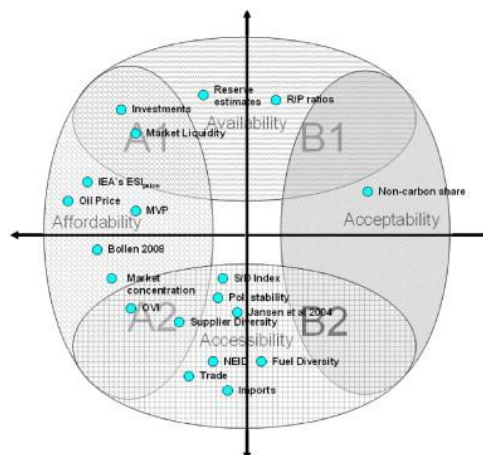 Reserve
estimates
R/P ratios
Investments
Availability
A1
B1
Market Liquidity
IEA's ESIprice
Non-carbon share
Oil Price
MVP
Affordability
Acceptability
Bollen 2008
Market
concentration
S/D Index
Pol. stability
OVI
Jansen et al 2004
A2
B2
Supplier Diversity
Accessibility
NEID
Fuel Diversity
Trade
Imports